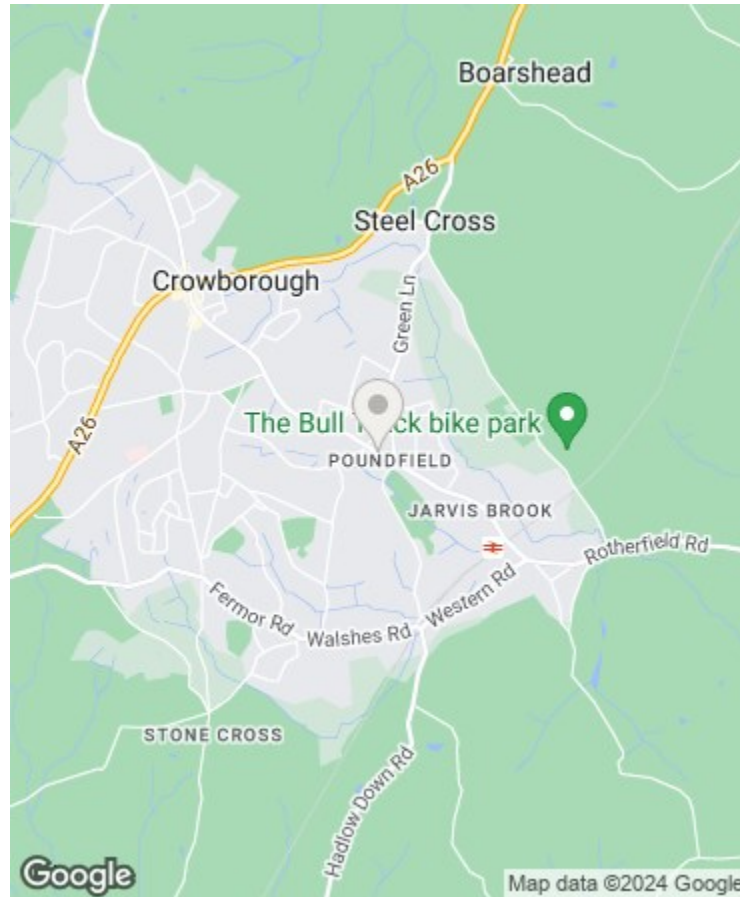 Boarshead
A26
Steel Cross
Crowborough
Green Ln
A26
The Bull
bike park
POUNDFIELD
JARVIS BROOK
Rotherfield Rd
Western Rd
Fermor Rd
Walshes Rd
STONE CROSS
Hadlow Down Rd
Google
Map data ©2024 Google